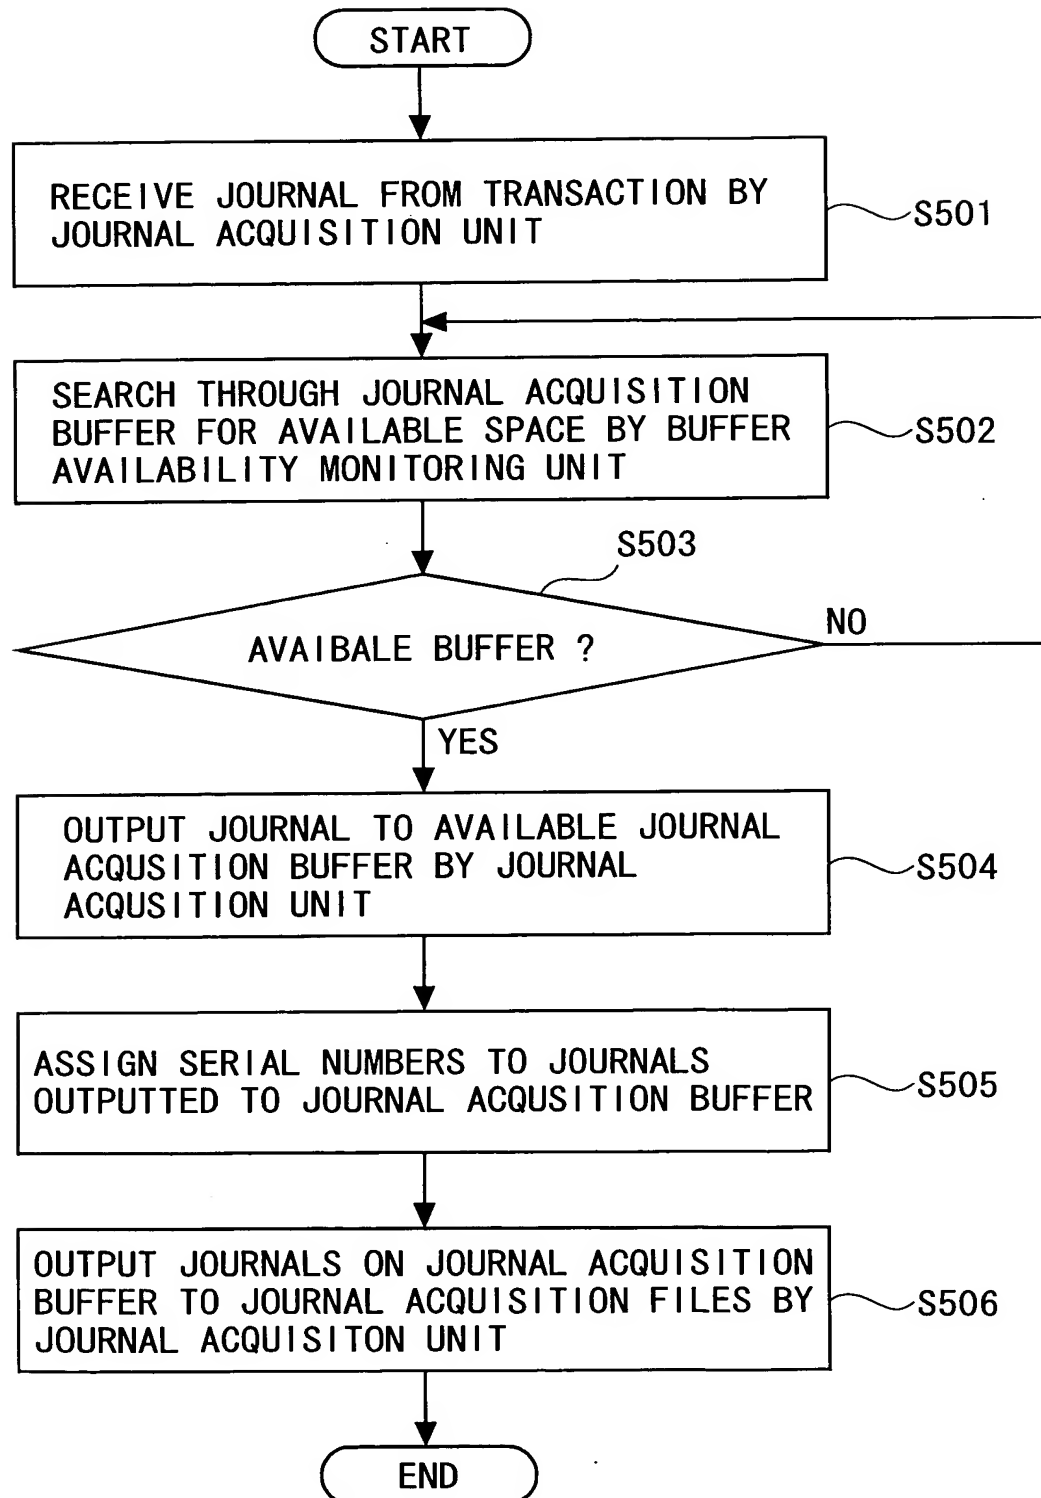 START
RECEIVE JOURNAL FROM TRANSACTION BY
JOURNAL ACQUISITION UNIT
S501
SEARCH THROUGH JOURNAL ACQUISITION
BUFFER FOR AVAILABLE SPACE BY BUFFER
AVAILABILITY MONITORING UNIT
S502
S503
AVAIBALE BUFFER ?
NO
YES
OUTPUT JOURNAL TO AVAILABLE JOURNAL
ACQUSITION BUFFER BY JOURNAL
ACQUSITION UNIT
S504
ASSIGN SERIAL NUMBERS TO JOURNALS
OUTPUTTED TO JOURNAL ACQUSITION BUFFER
S505
OUTPUT JOURNALS ON JOURNAL ACQUISITION
BUFFER TO JOURNAL ACQUISITION FILES BY
JOURNAL ACQUISITON UNIT
S506
END